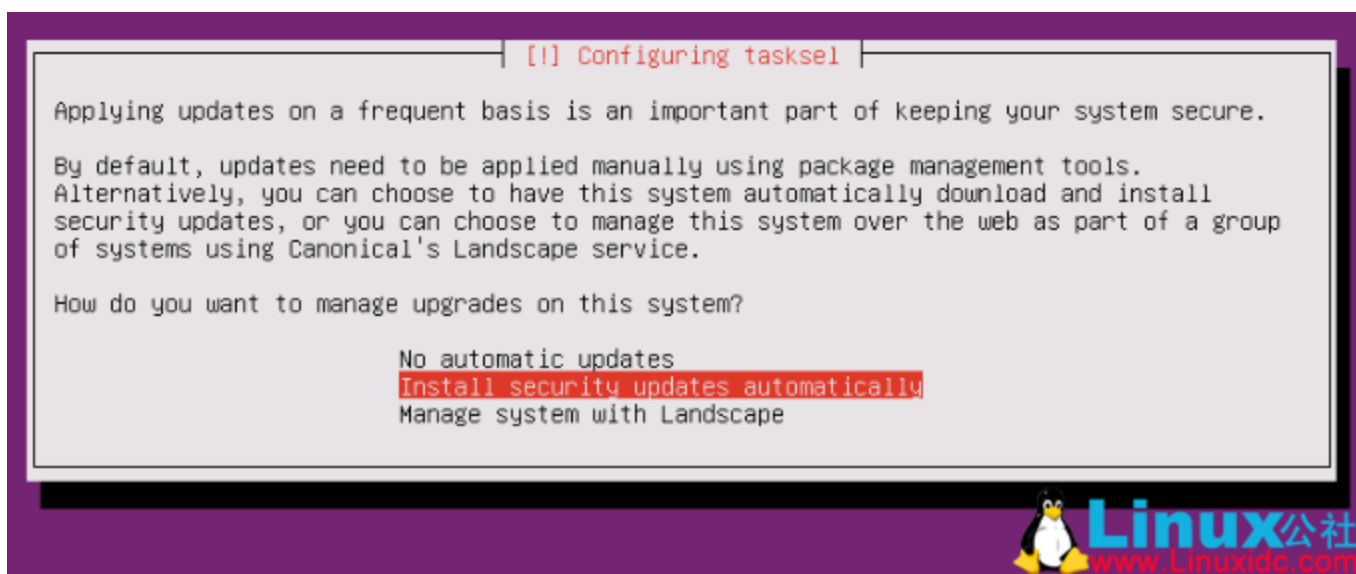 [!] Configuring tasksel
Applying updates on a frequent basis is an important part of keeping your system secure.
By default, updates need to be applied manually using package management tools.
Alternatively, you can choose to have this system automatically download and install
security updates, or you can choose to manage this system over the web as part of a group
of systems using Canonical's Landscape service.
How do you want to manage upgrades on this system?
No automatic updates
Install security updates automatically
Manage system with Landscape
Linux公社
www.Linuxidc.com